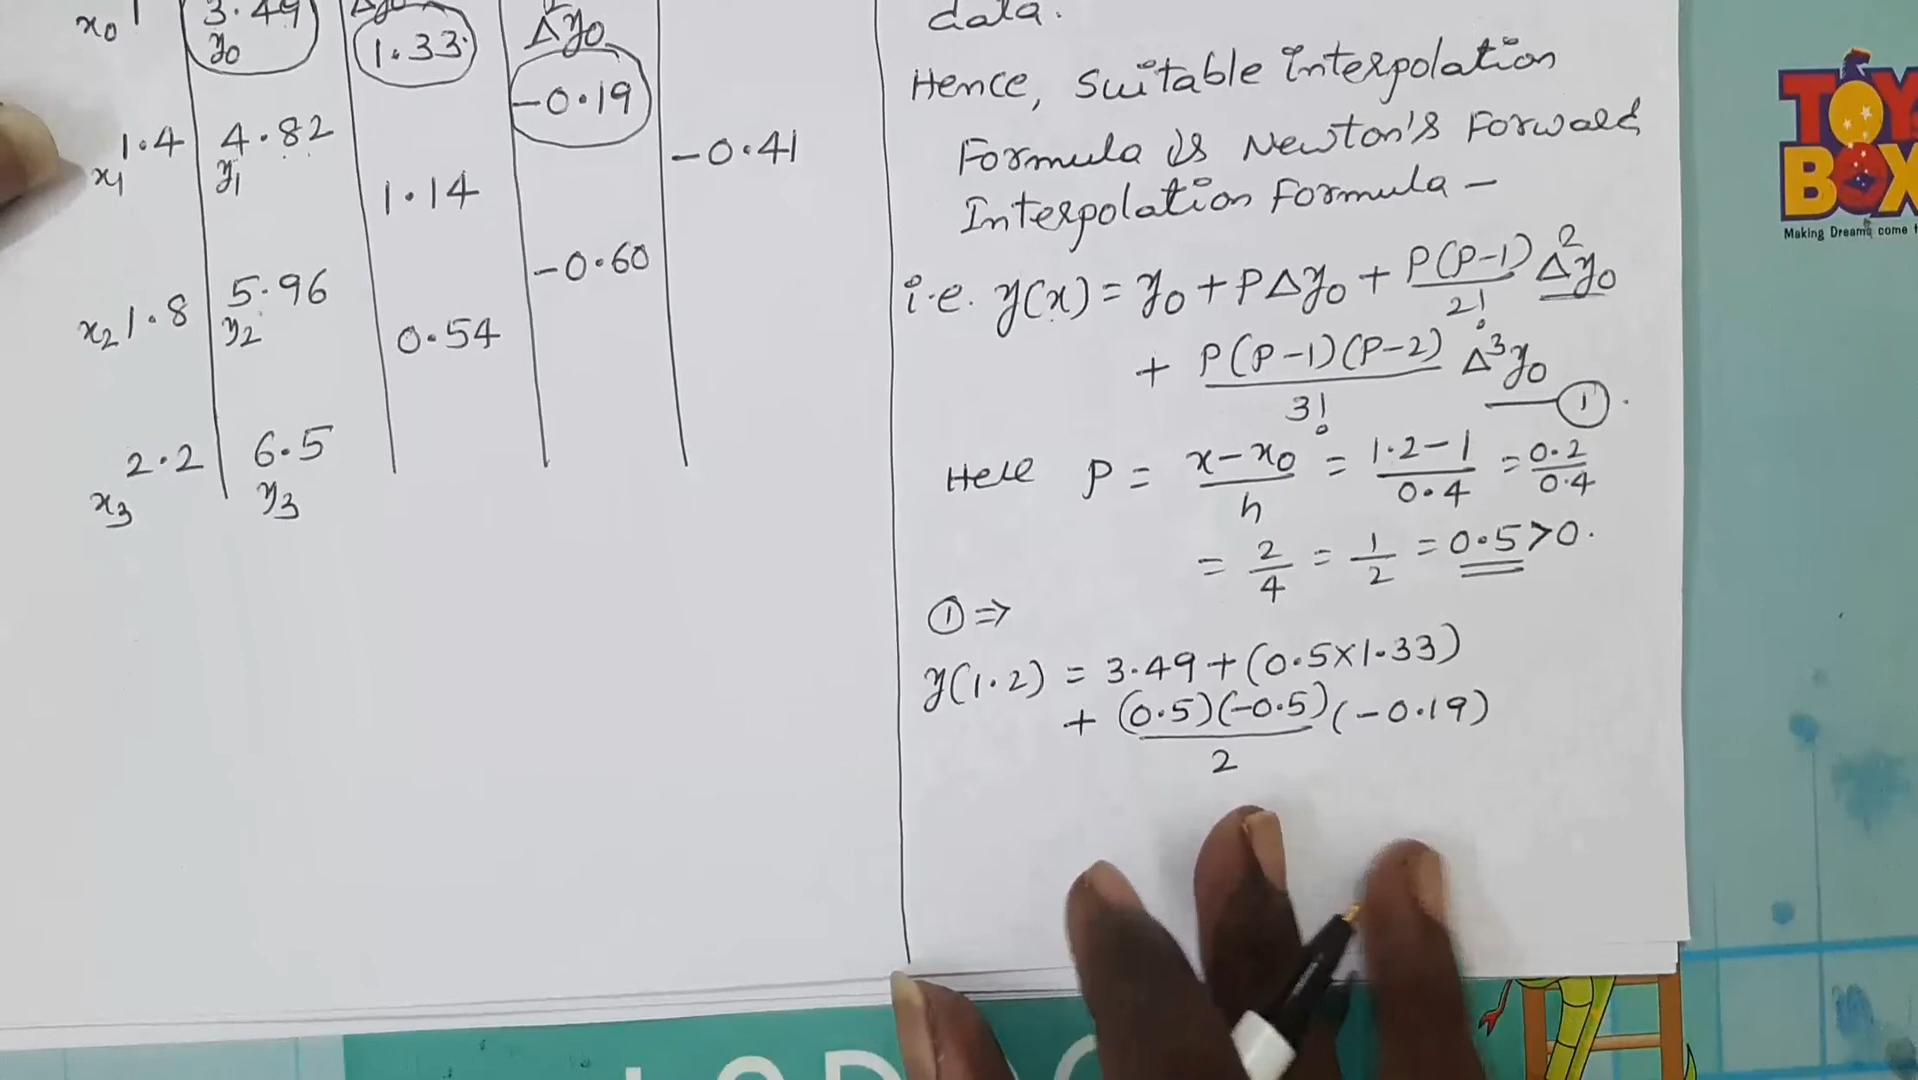 x₀ 1 3.49 Δy₀
y₀ 1.33 Δ²y₀
-0.19
x₁ 1.4 4.82 -0.41
y₁ 1.14
-0.60
x₂ 1.8 5.96
y₂ 0.54
2.2 6.5
x₃ y₃
data.
Hence, Suitable interpolation
Formula is Newton's Forward
Interpolation Formula -
i.e. y(x) = y₀ + PΔy₀ + P(P-1)/2! Δ²y₀
+ P(P-1)(P-2)/3! Δ³y₀ ①.
Here P = x-x₀/h = 1.2-1/0.4 = 0.2/0.4
= 2/4 = 1/2 = 0.5>0.
① ⇒
y(1.2) = 3.49 + (0.5×1.33)
+ (0.5)(-0.5)/2 (-0.19)
TOY
BOX
Making Dreams come